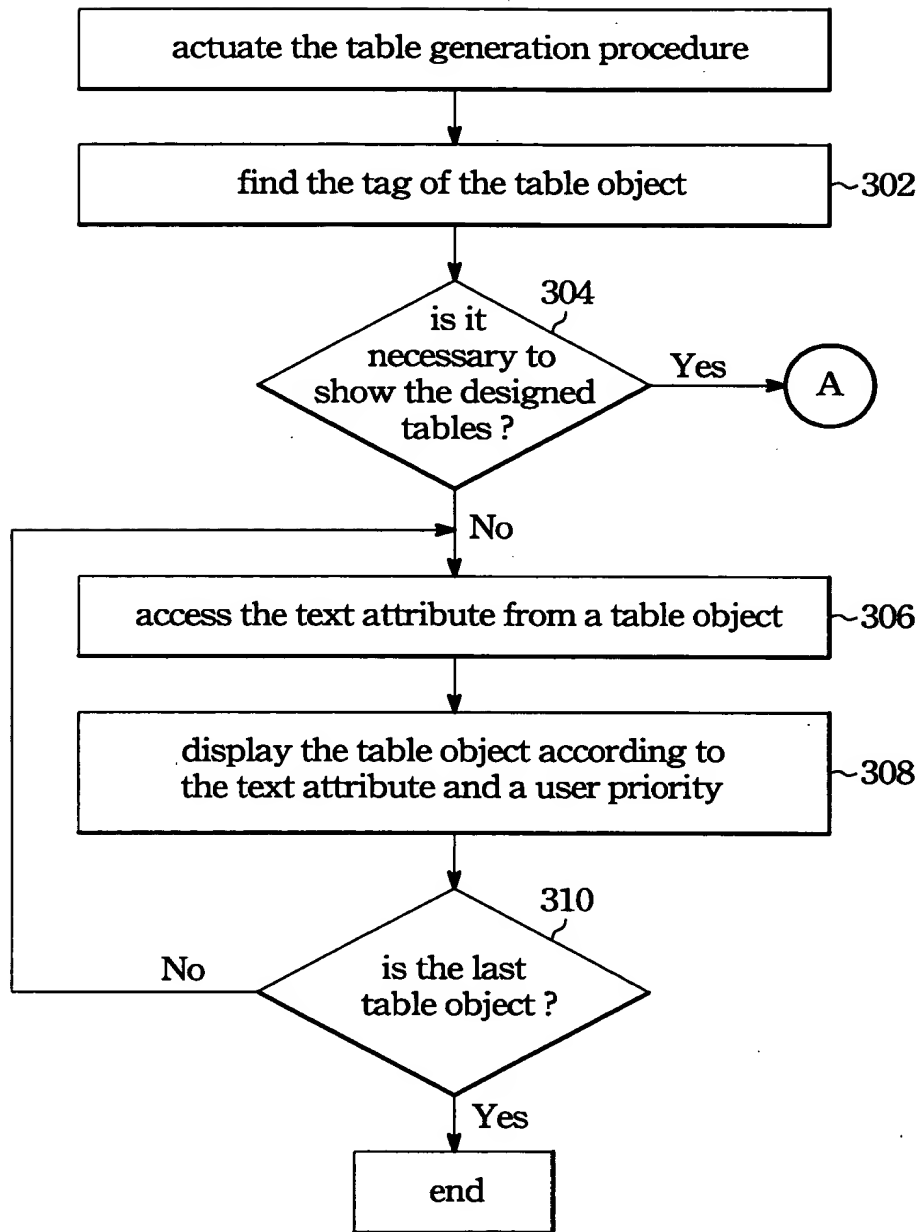 actuate the table generation procedure
find the tag of the table object
302
304
is it
necessary to
show the designed
tables ?
Yes
A
No
access the text attribute from a table object
306
display the table object according to
the text attribute and a user priority
308
310
No
is the last
table object ?
Yes
end